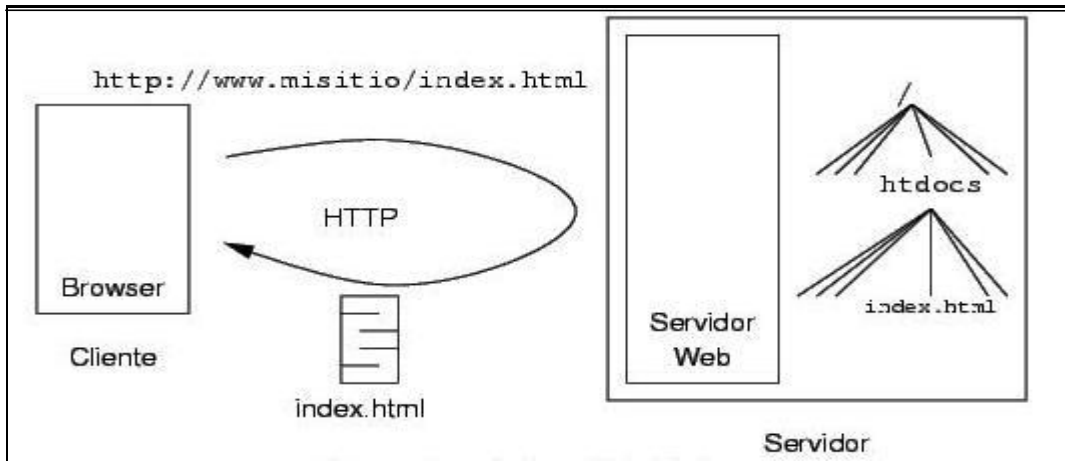 http://www.misitio/index.html
/
HTTP
htdocs
Browser
index.html
Servidor
Web
Cliente
index.html
Servidor